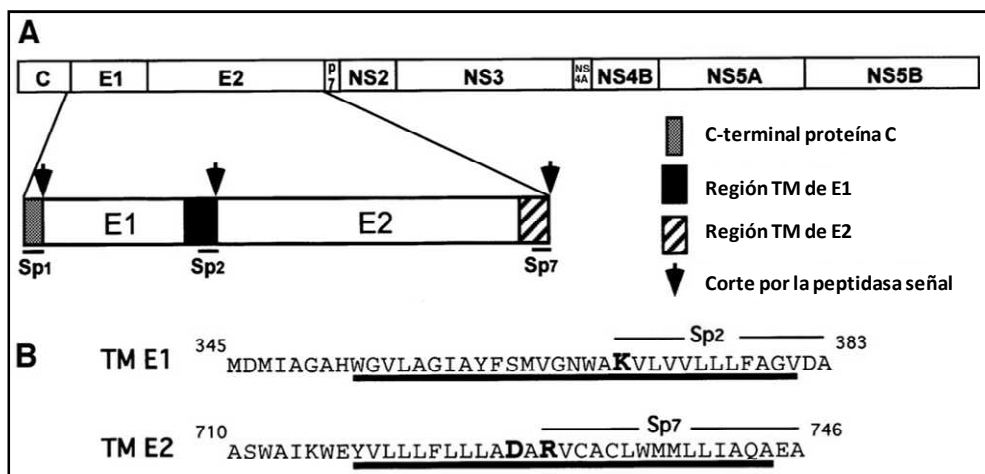 A
C E1 E2 p7 NS2 NS3 NS4A NS4B NS5A NS5B
C-terminal proteína C
E1 E2
Región TM de E1
Región TM de E2
Sp1 Sp2 Sp7
Corte por la peptidasa señal
B
Sp2
TM E1 345 MDMIAGAHWGVLAGIAYFSMVGNWAKVLVVLLLFAGVDA 383
Sp7
TM E2 710 ASWAIKWEYVLLLFLLLADARVCACLWMMLLIAQAEA 746